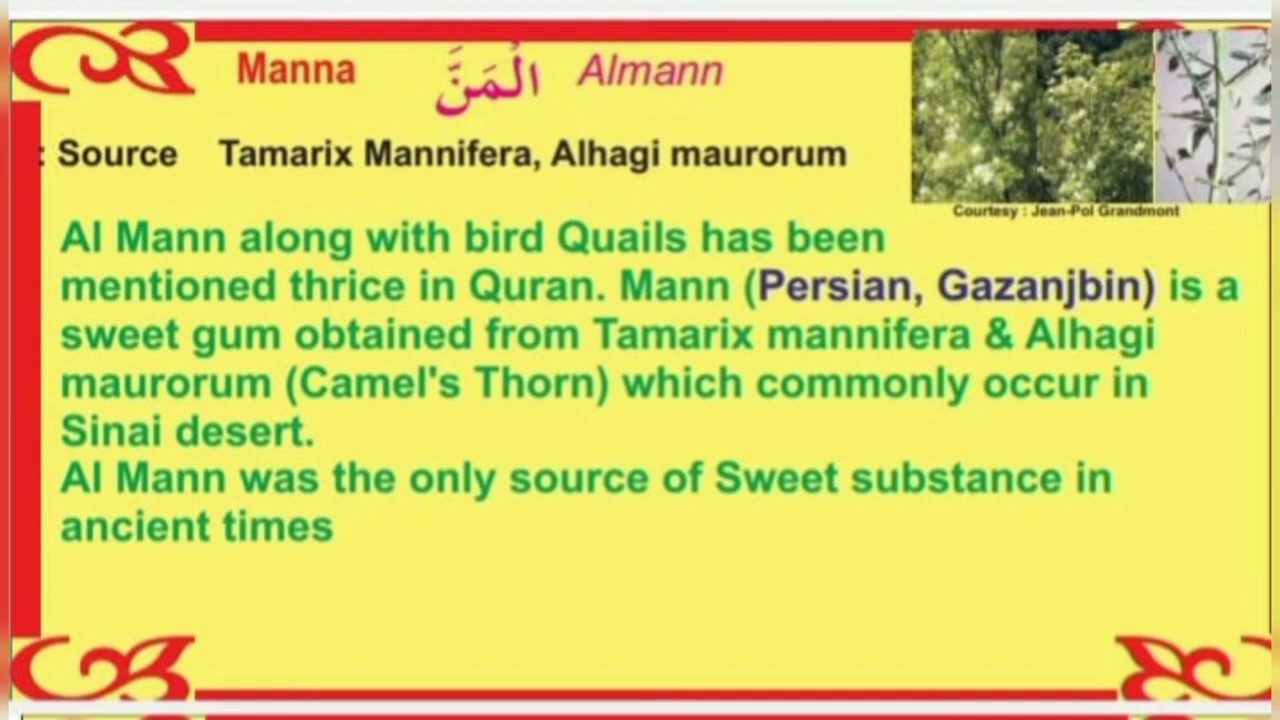 Manna الْمَنَّ Almann
: Source Tamarix Mannifera, Alhagi maurorum
Courtesy : Jean-Pol Grandmont
Al Mann along with bird Quails has been
mentioned thrice in Quran. Mann (Persian, Gazanjbin) is a
sweet gum obtained from Tamarix mannifera & Alhagi
maurorum (Camel's Thorn) which commonly occur in
Sinai desert.
Al Mann was the only source of Sweet substance in
ancient times